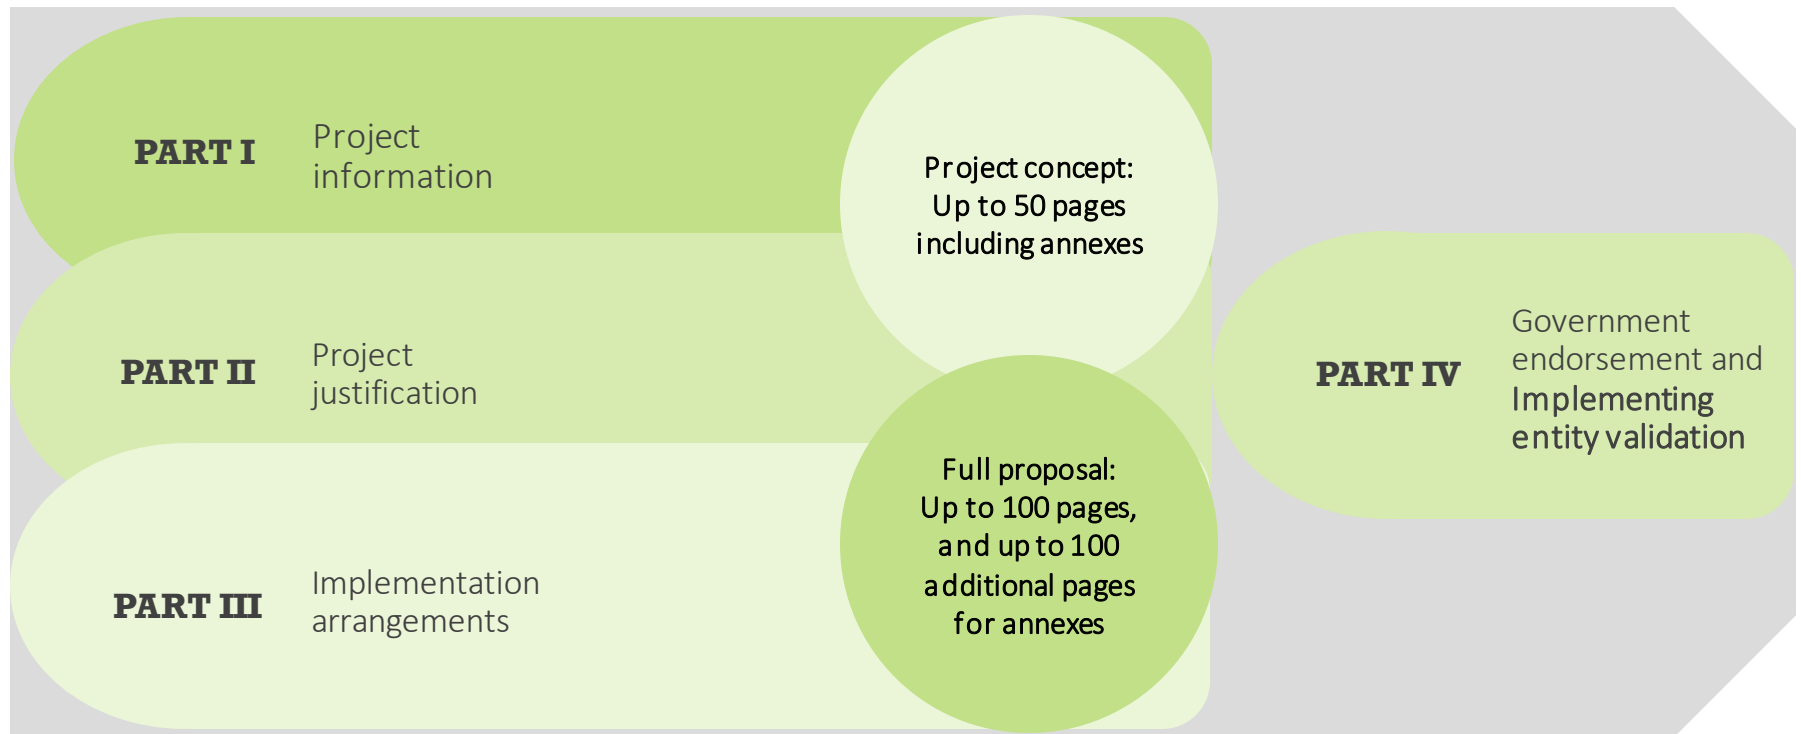 PART I
Project
information
Project concept:
Up to 50 pages
including annexes
PART II
Project
justification
PART III
Implementation
arrangements
Full proposal:
Up to 100 pages,
and up to 100
additional pages
for annexes
PART IV
Government
endorsement and
Implementing
entity validation